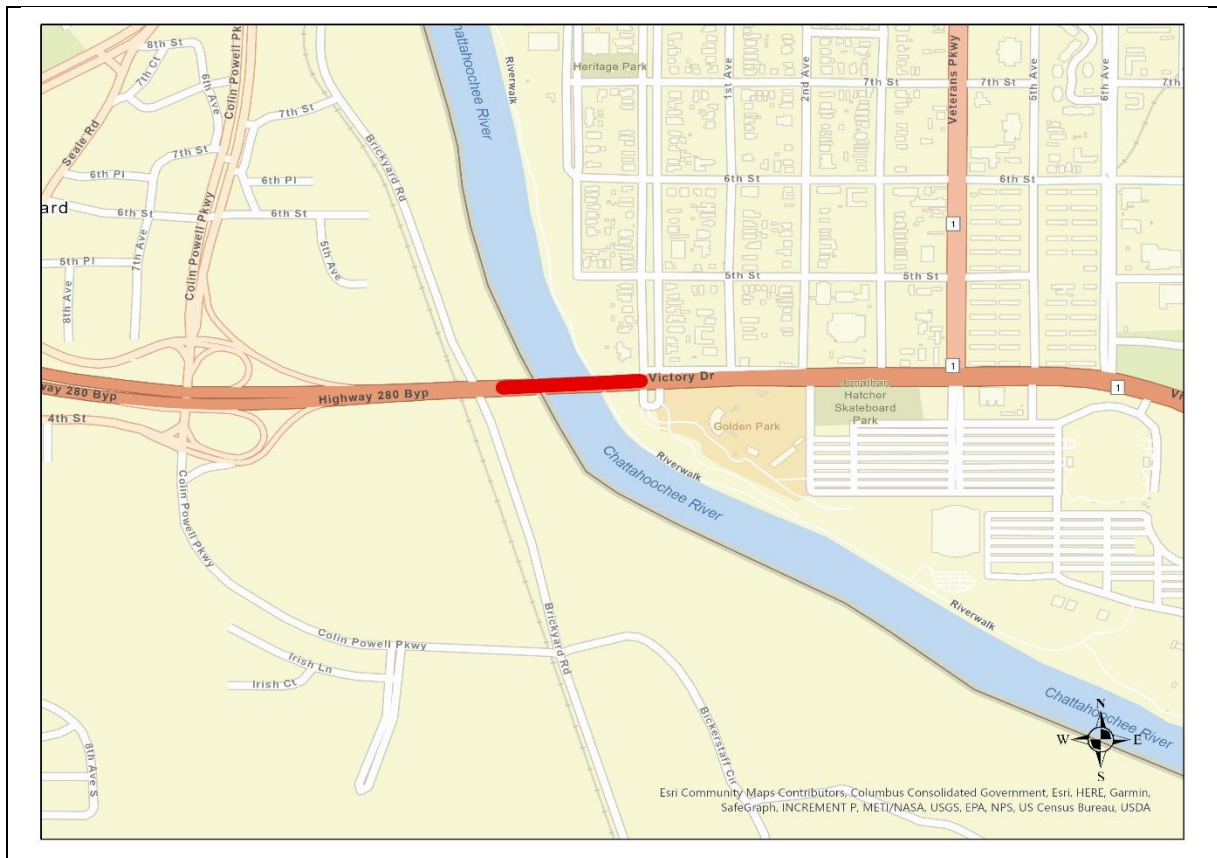 8th St
7th Ct
6th Ave
Colin Powell Pk
Colin Powell Pkwy
Seale Rd
7th St
7th St
6th Pl
6th Pl
ard
6th St
6th St
7th Ave
5th Ave
5th Pl
8th Ave
Colin Powell Pkwy
Brickyard Rd
Chattahoochee River
Riverwalk
Heritage Park
1st Ave
2nd Ave
7th St
Veterans Pkwy
7th St
5th Ave
6th Ave
7th
6th St
6th St
1
5th St
5th St
way 280 Byp
Highway 280 Byp
Victory Dr
1
1
Vi
4th St
Jonathan
Hatcher
Skateboard
Park
Golden Park
Riverwalk
Chattahoochee River
Colin Powell Pkwy
Brickyard Rd
Riverwalk
Colin Powell Pkwy
Irish Ln
Irish Ct
Bickerstaff Cir
8th Ave S
Chattahoochee River
N
W
E
S
Esri Community Maps Contributors, Columbus Consolidated Government, Esri, HERE, Garmin,
SafeGraph, INCREMENT P, METI/NASA, USGS, EPA, NPS, US Census Bureau, USDA